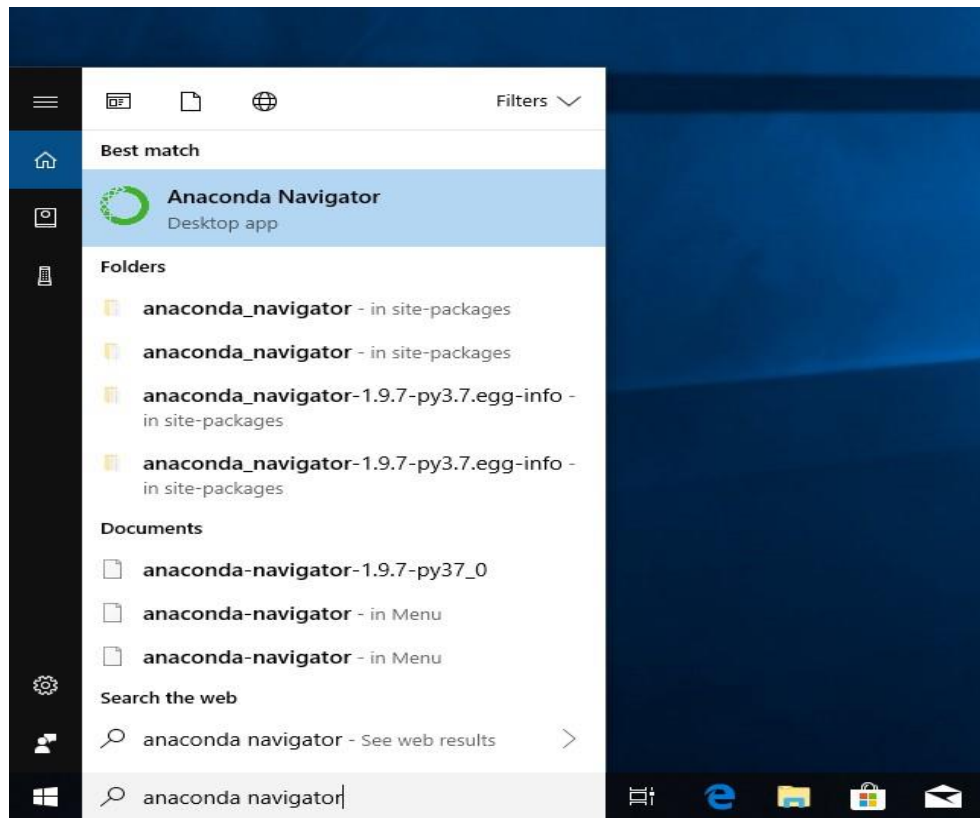 Filters
Best match
Anaconda Navigator
Desktop app
Folders
anaconda_navigator - in site-packages
anaconda_navigator - in site-packages
anaconda_navigator-1.9.7-py3.7.egg-info -
in site-packages
anaconda_navigator-1.9.7-py3.7.egg-info -
in site-packages
Documents
anaconda-navigator-1.9.7-py37_0
anaconda-navigator - in Menu
anaconda-navigator - in Menu
Search the web
anaconda navigator - See web results
anaconda navigator